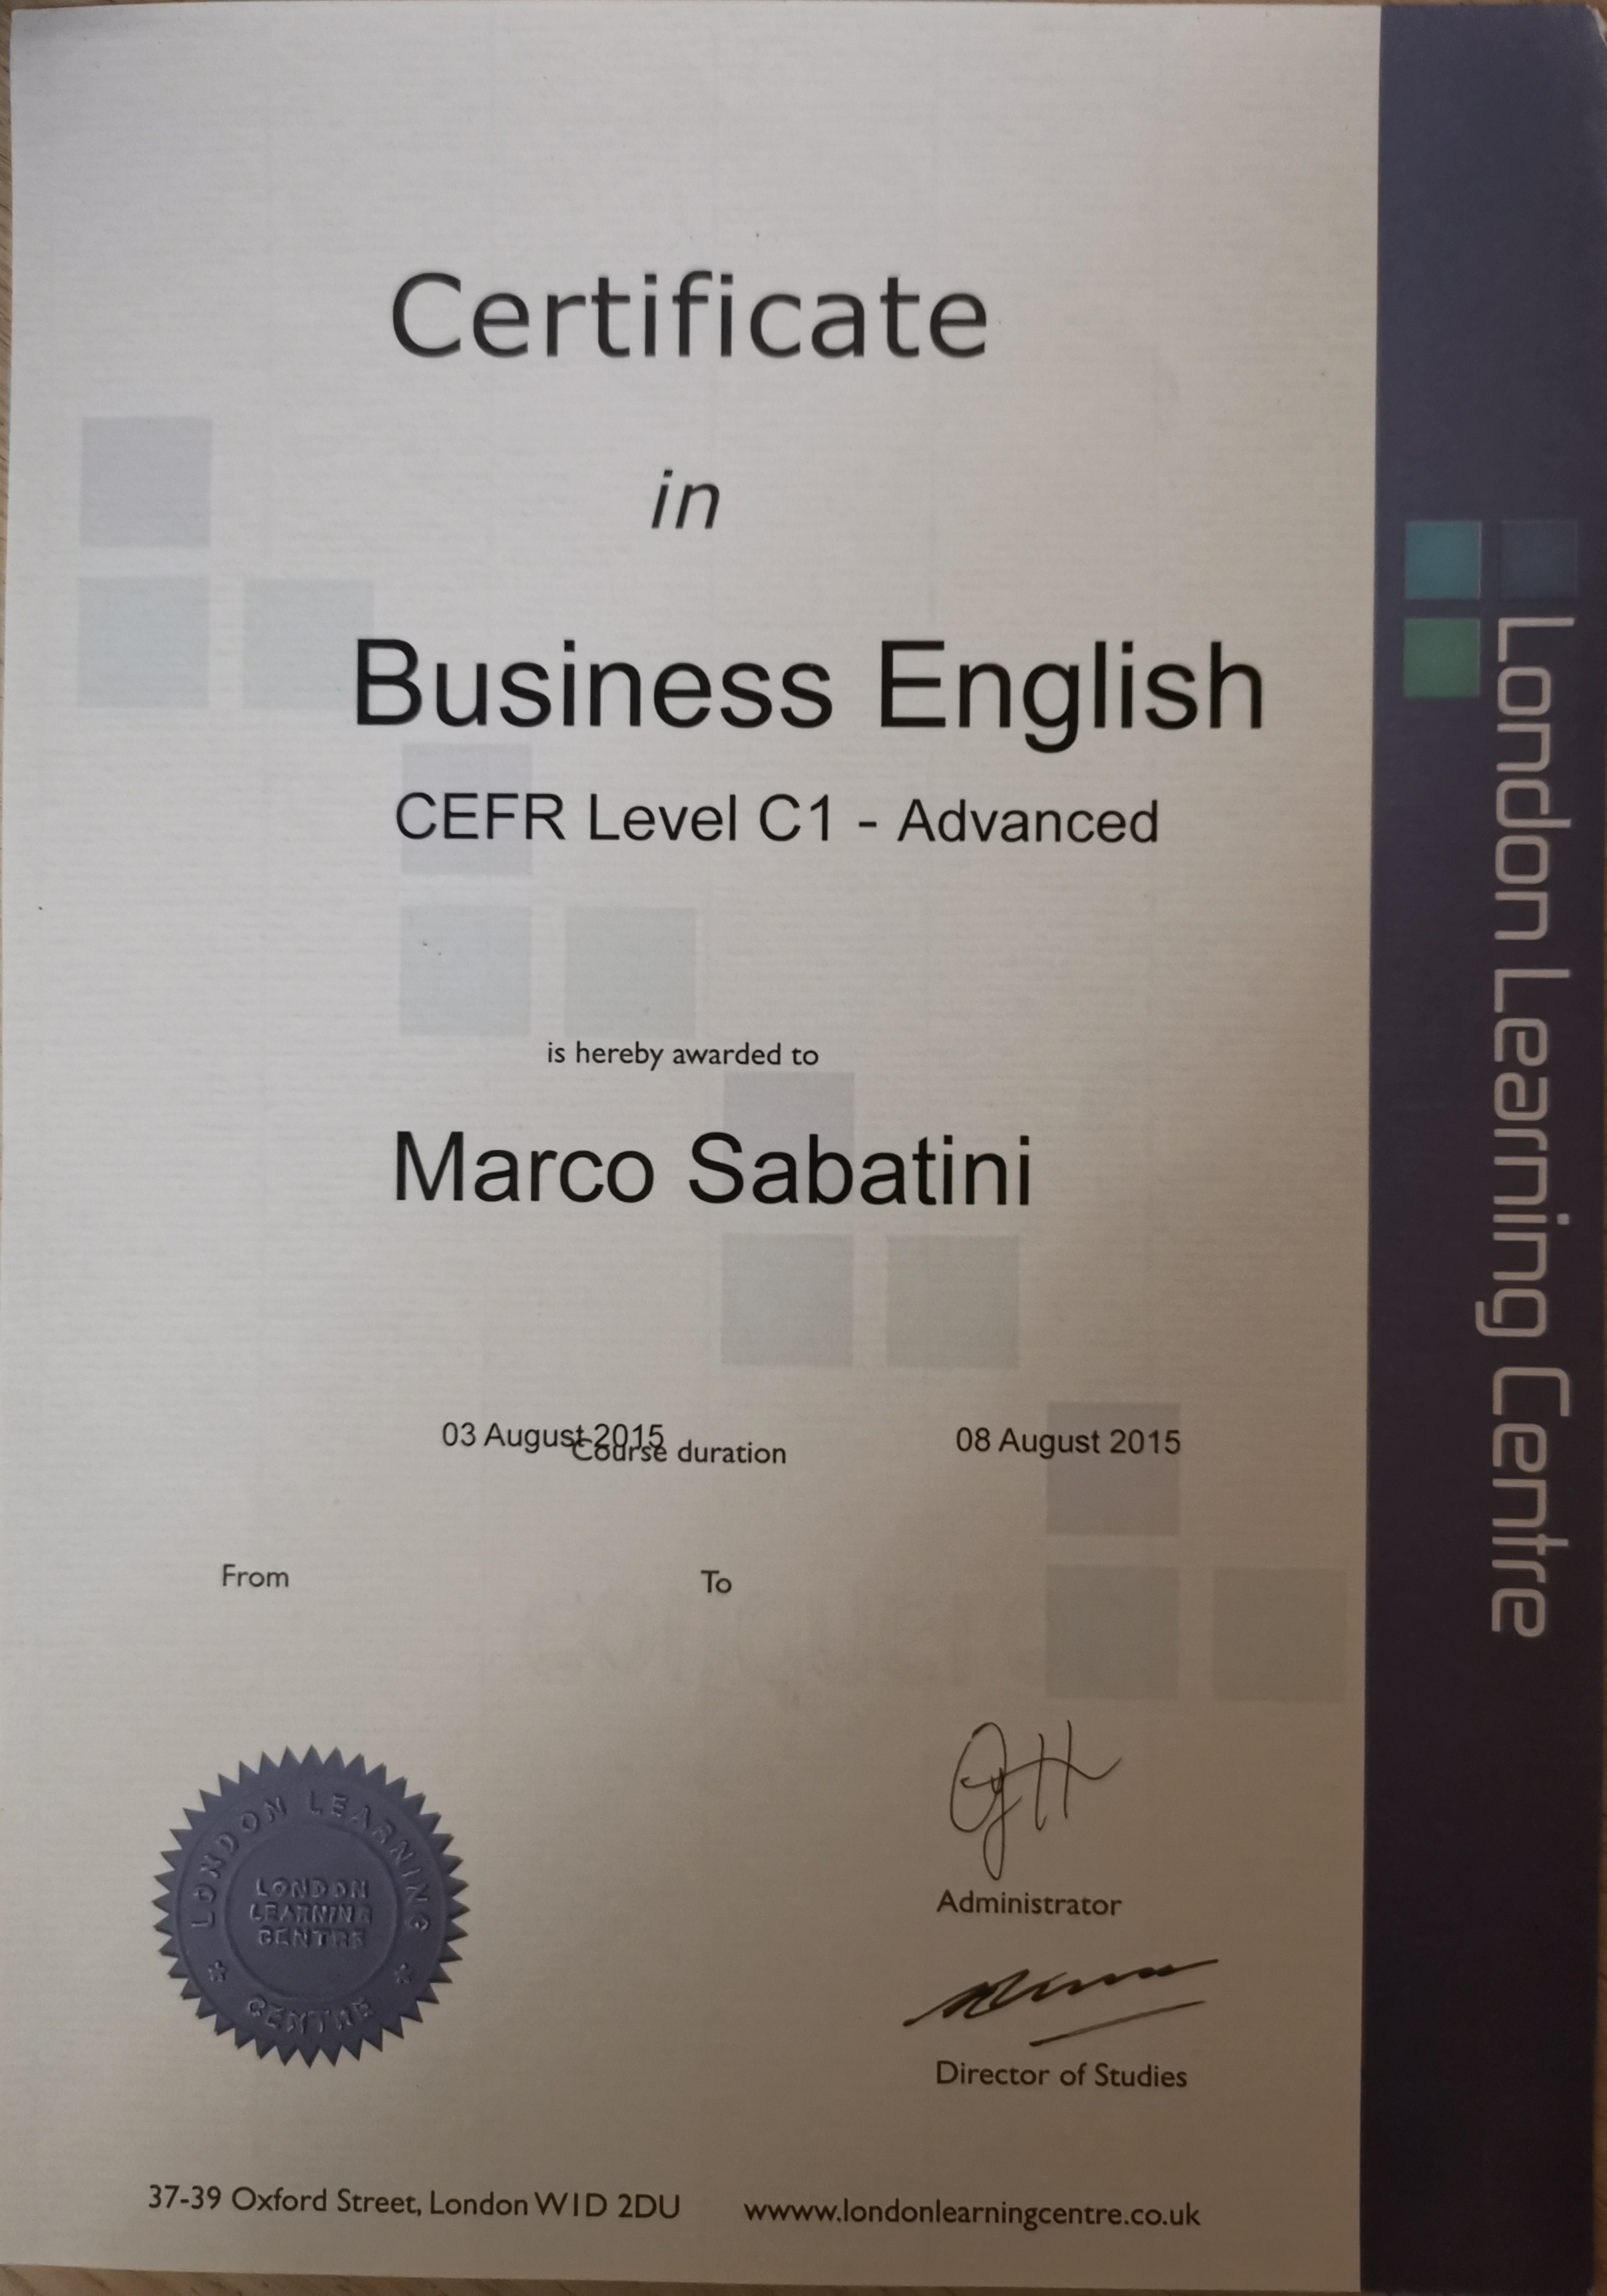 Certificate
in
Business English
CEFR Level C1 - Advanced
is hereby awarded to
Marco Sabatini
03 August 2015
Course duration
08 August 2015
From
To
LONDON LEARNING
LONDON
LEARNING
CENTRE
CENTRE
Administrator
Director of Studies
37-39 Oxford Street, London W1D 2DU
wwww.londonlearningcentre.co.uk
London Learning Centre